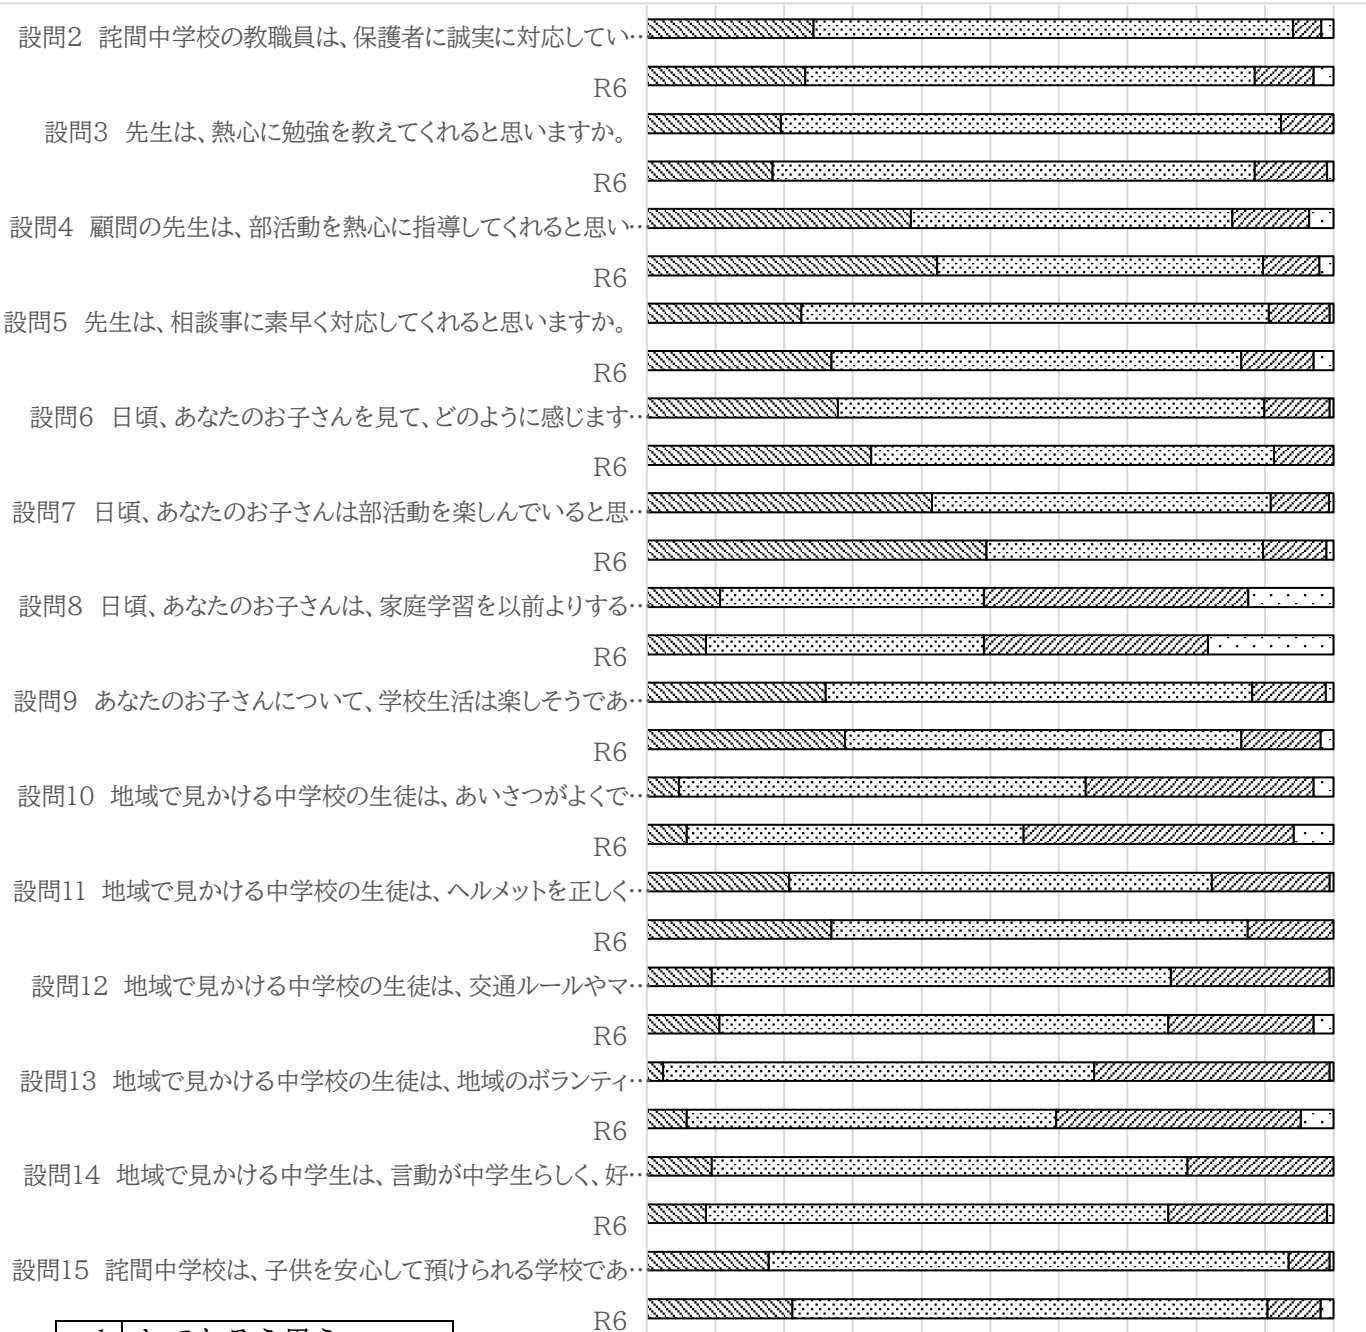 設問2 詫間中学校の教職員は、保護者に誠実に対応してい…
R6
設問3 先生は、熱心に勉強を教えてくれると思いますか。
R6
設問4 顧問の先生は、部活動を熱心に指導してくれると思い…
R6
設問5 先生は、相談事に素早く対応してくれると思いますか。
R6
設問6 日頃、あなたのお子さんを見て、どのように感じます…
R6
設問7 日頃、あなたのお子さんは部活動を楽しんでいると思…
R6
設問8 日頃、あなたのお子さんは、家庭学習を以前よりする…
R6
設問9 あなたのお子さんについて、学校生活は楽しそうであ…
R6
設問10 地域で見かける中学校の生徒は、あいさつがよくで…
R6
設問11 地域で見かける中学校の生徒は、ヘルメットを正しく…
R6
設問12 地域で見かける中学校の生徒は、交通ルールやマ…
R6
設問13 地域で見かける中学校の生徒は、地域のボランティ…
R6
設問14 地域で見かける中学生は、言動が中学生らしく、好…
R6
設問15 詫間中学校は、子供を安心して預けられる学校であ…
R6